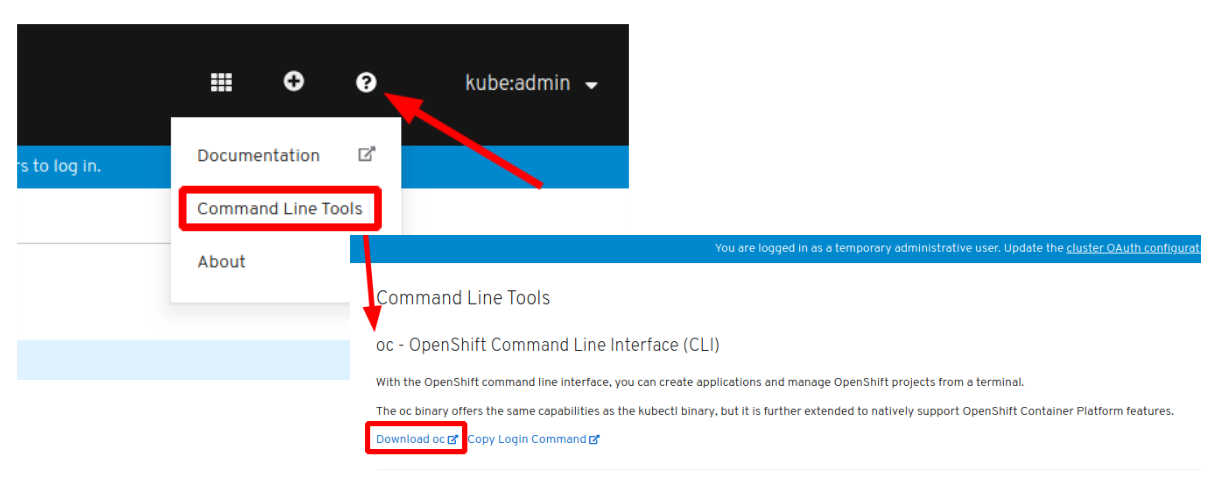 kube:admin
Documentation
rs to log in.
Command Line Tools
About
You are logged in as a temporary administrative user. Update the cluster OAuth configurat
Command Line Tools
oc - OpenShift Command Line Interface (CLI)
With the OpenShift command line interface, you can create applications and manage OpenShift projects from a terminal.
The oc binary offers the same capabilities as the kubectl binary, but it is further extended to natively support OpenShift Container Platform features.
Download oc Copy Login Command